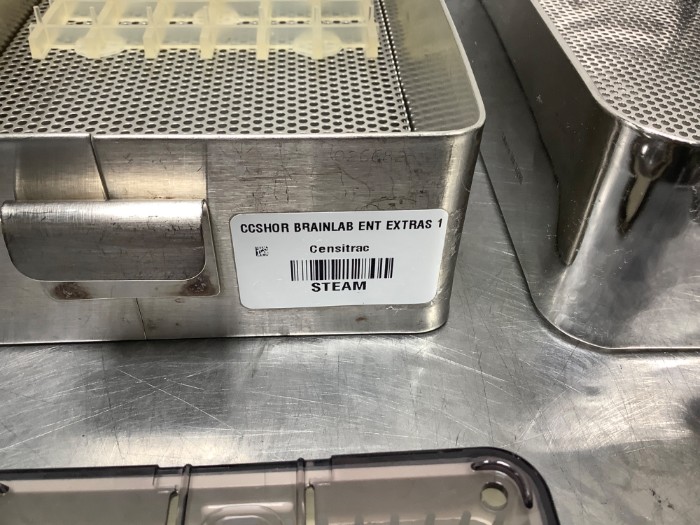 CCSHOR BRAINLAB ENT EXTRAS 1
Censitrac
STEAM